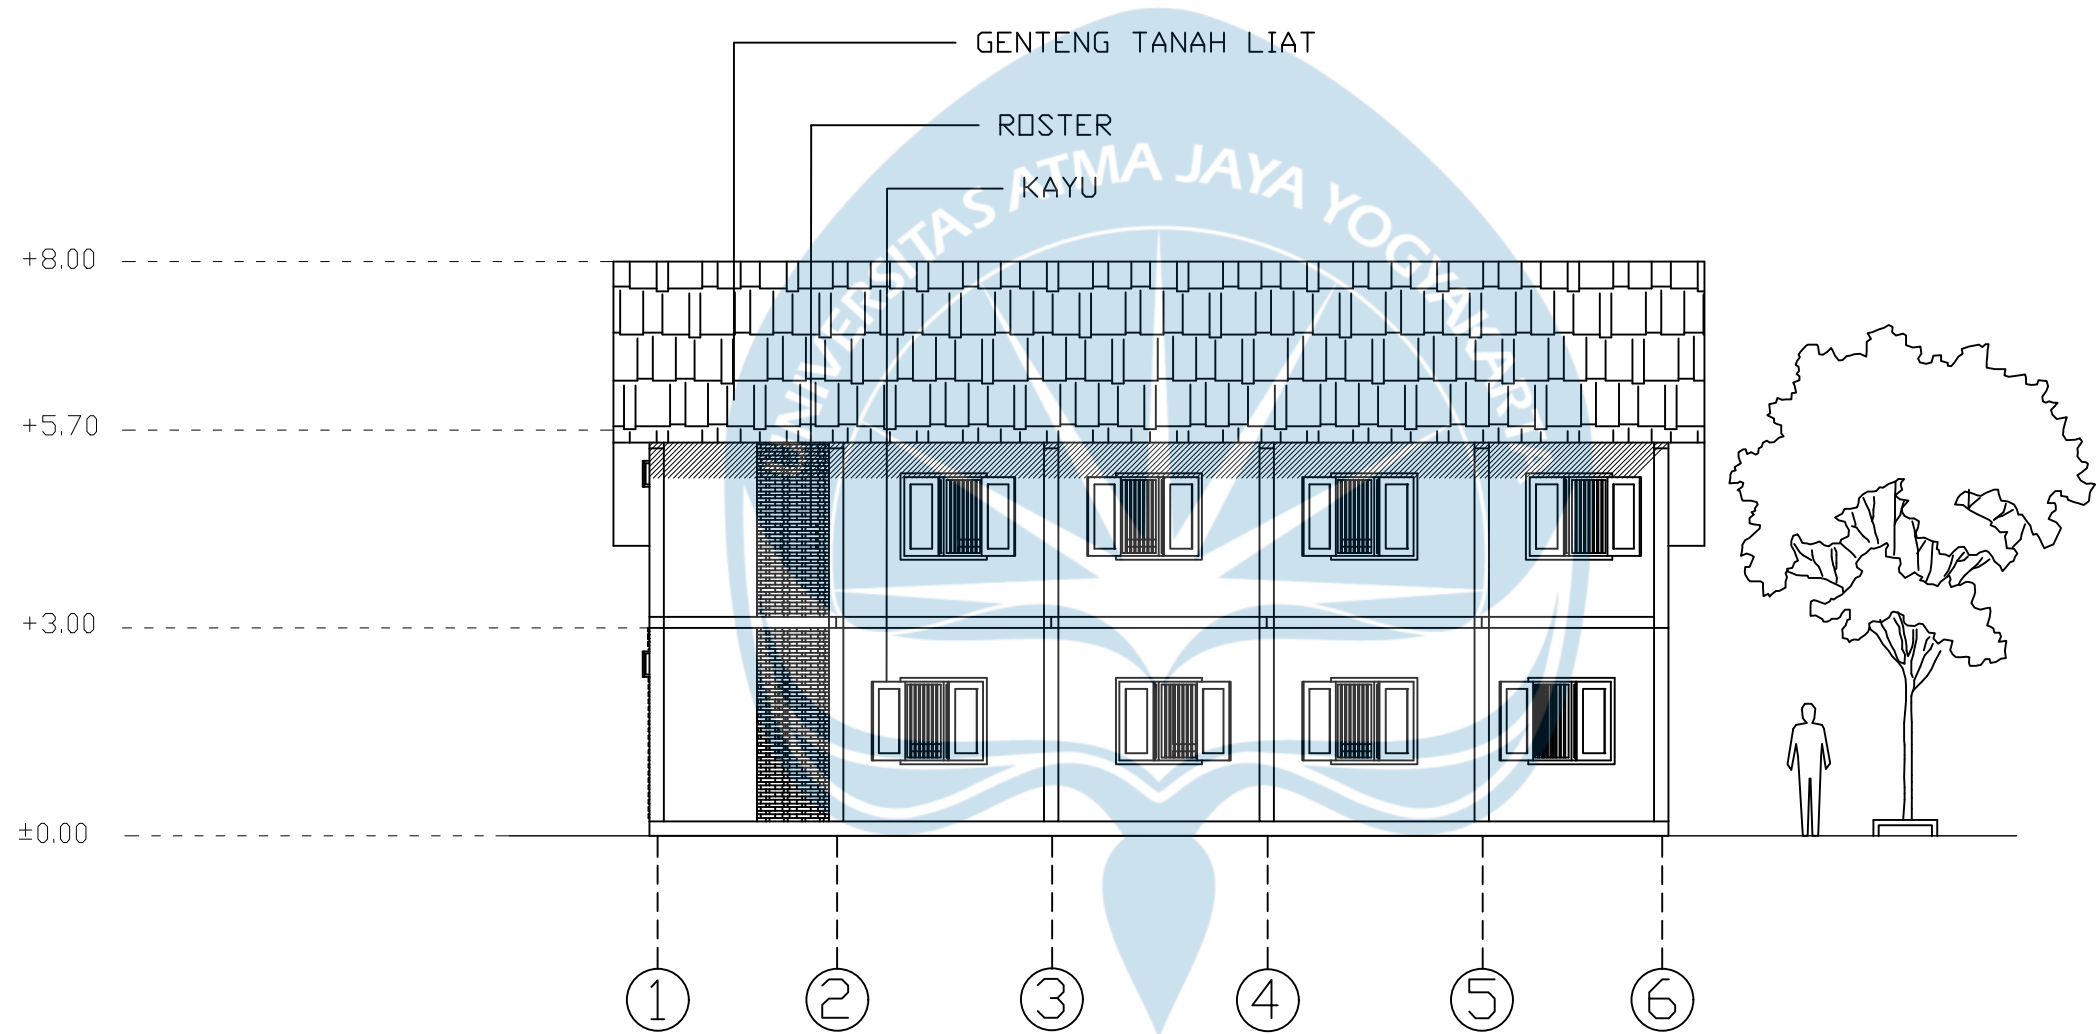 GENTENG TANAH LIAT
ROSTER
KAYU
UNIVERSITAS ATMA JAYA YOGYAKARTA
+8.00
+5.70
+3.00
±0.00
1 2 3 4 5 6